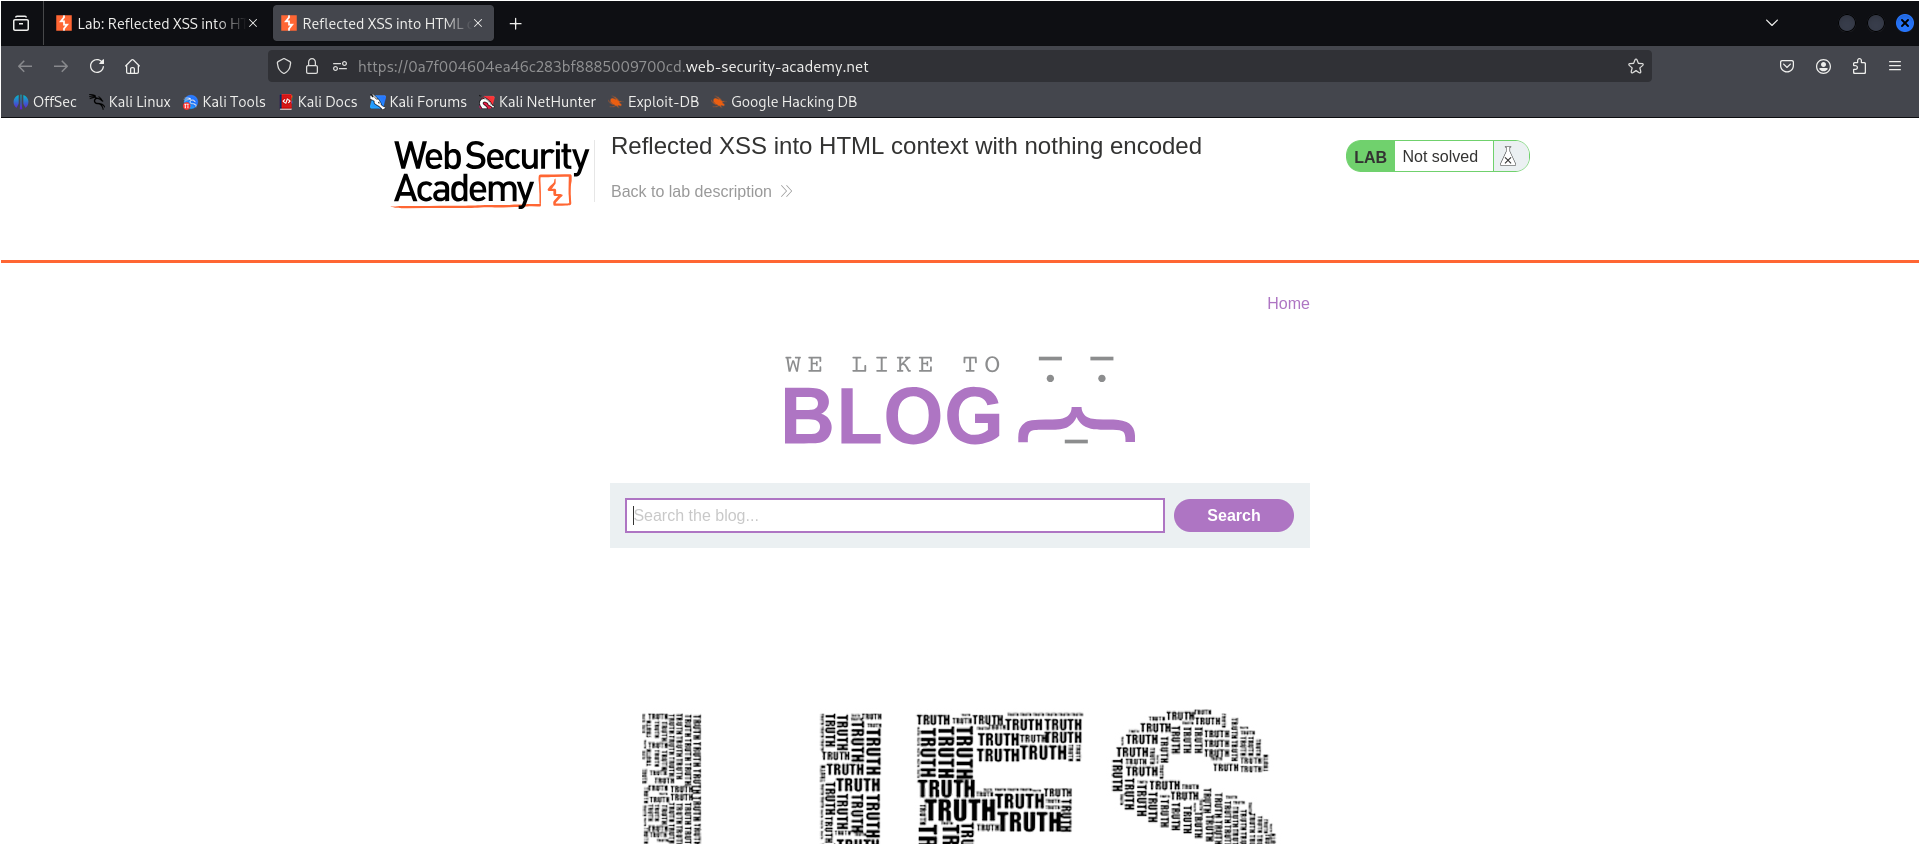 Lab: Reflected XSS into HT
Reflected XSS into HTML
https://0a7f004604ea46c283bf8885009700cd.web-security-academy.net
OffSec Kali Linux Kali Tools Kali Docs Kali Forums Kali NetHunter Exploit-DB Google Hacking DB
Web Security
Academy
Reflected XSS into HTML context with nothing encoded
Back to lab description
LAB Not solved
Home
WE LIKE TO
BLOG
Search the blog...
Search
TRUTH TRUTH TRUTH TRUTH TRUTH TRUTH
TRUTH TRUTH TRUTH
TRUTH TRUTH TRUTH
TRUTH TRUTH
TRUTH TRUTH
TRUTH TRUTH